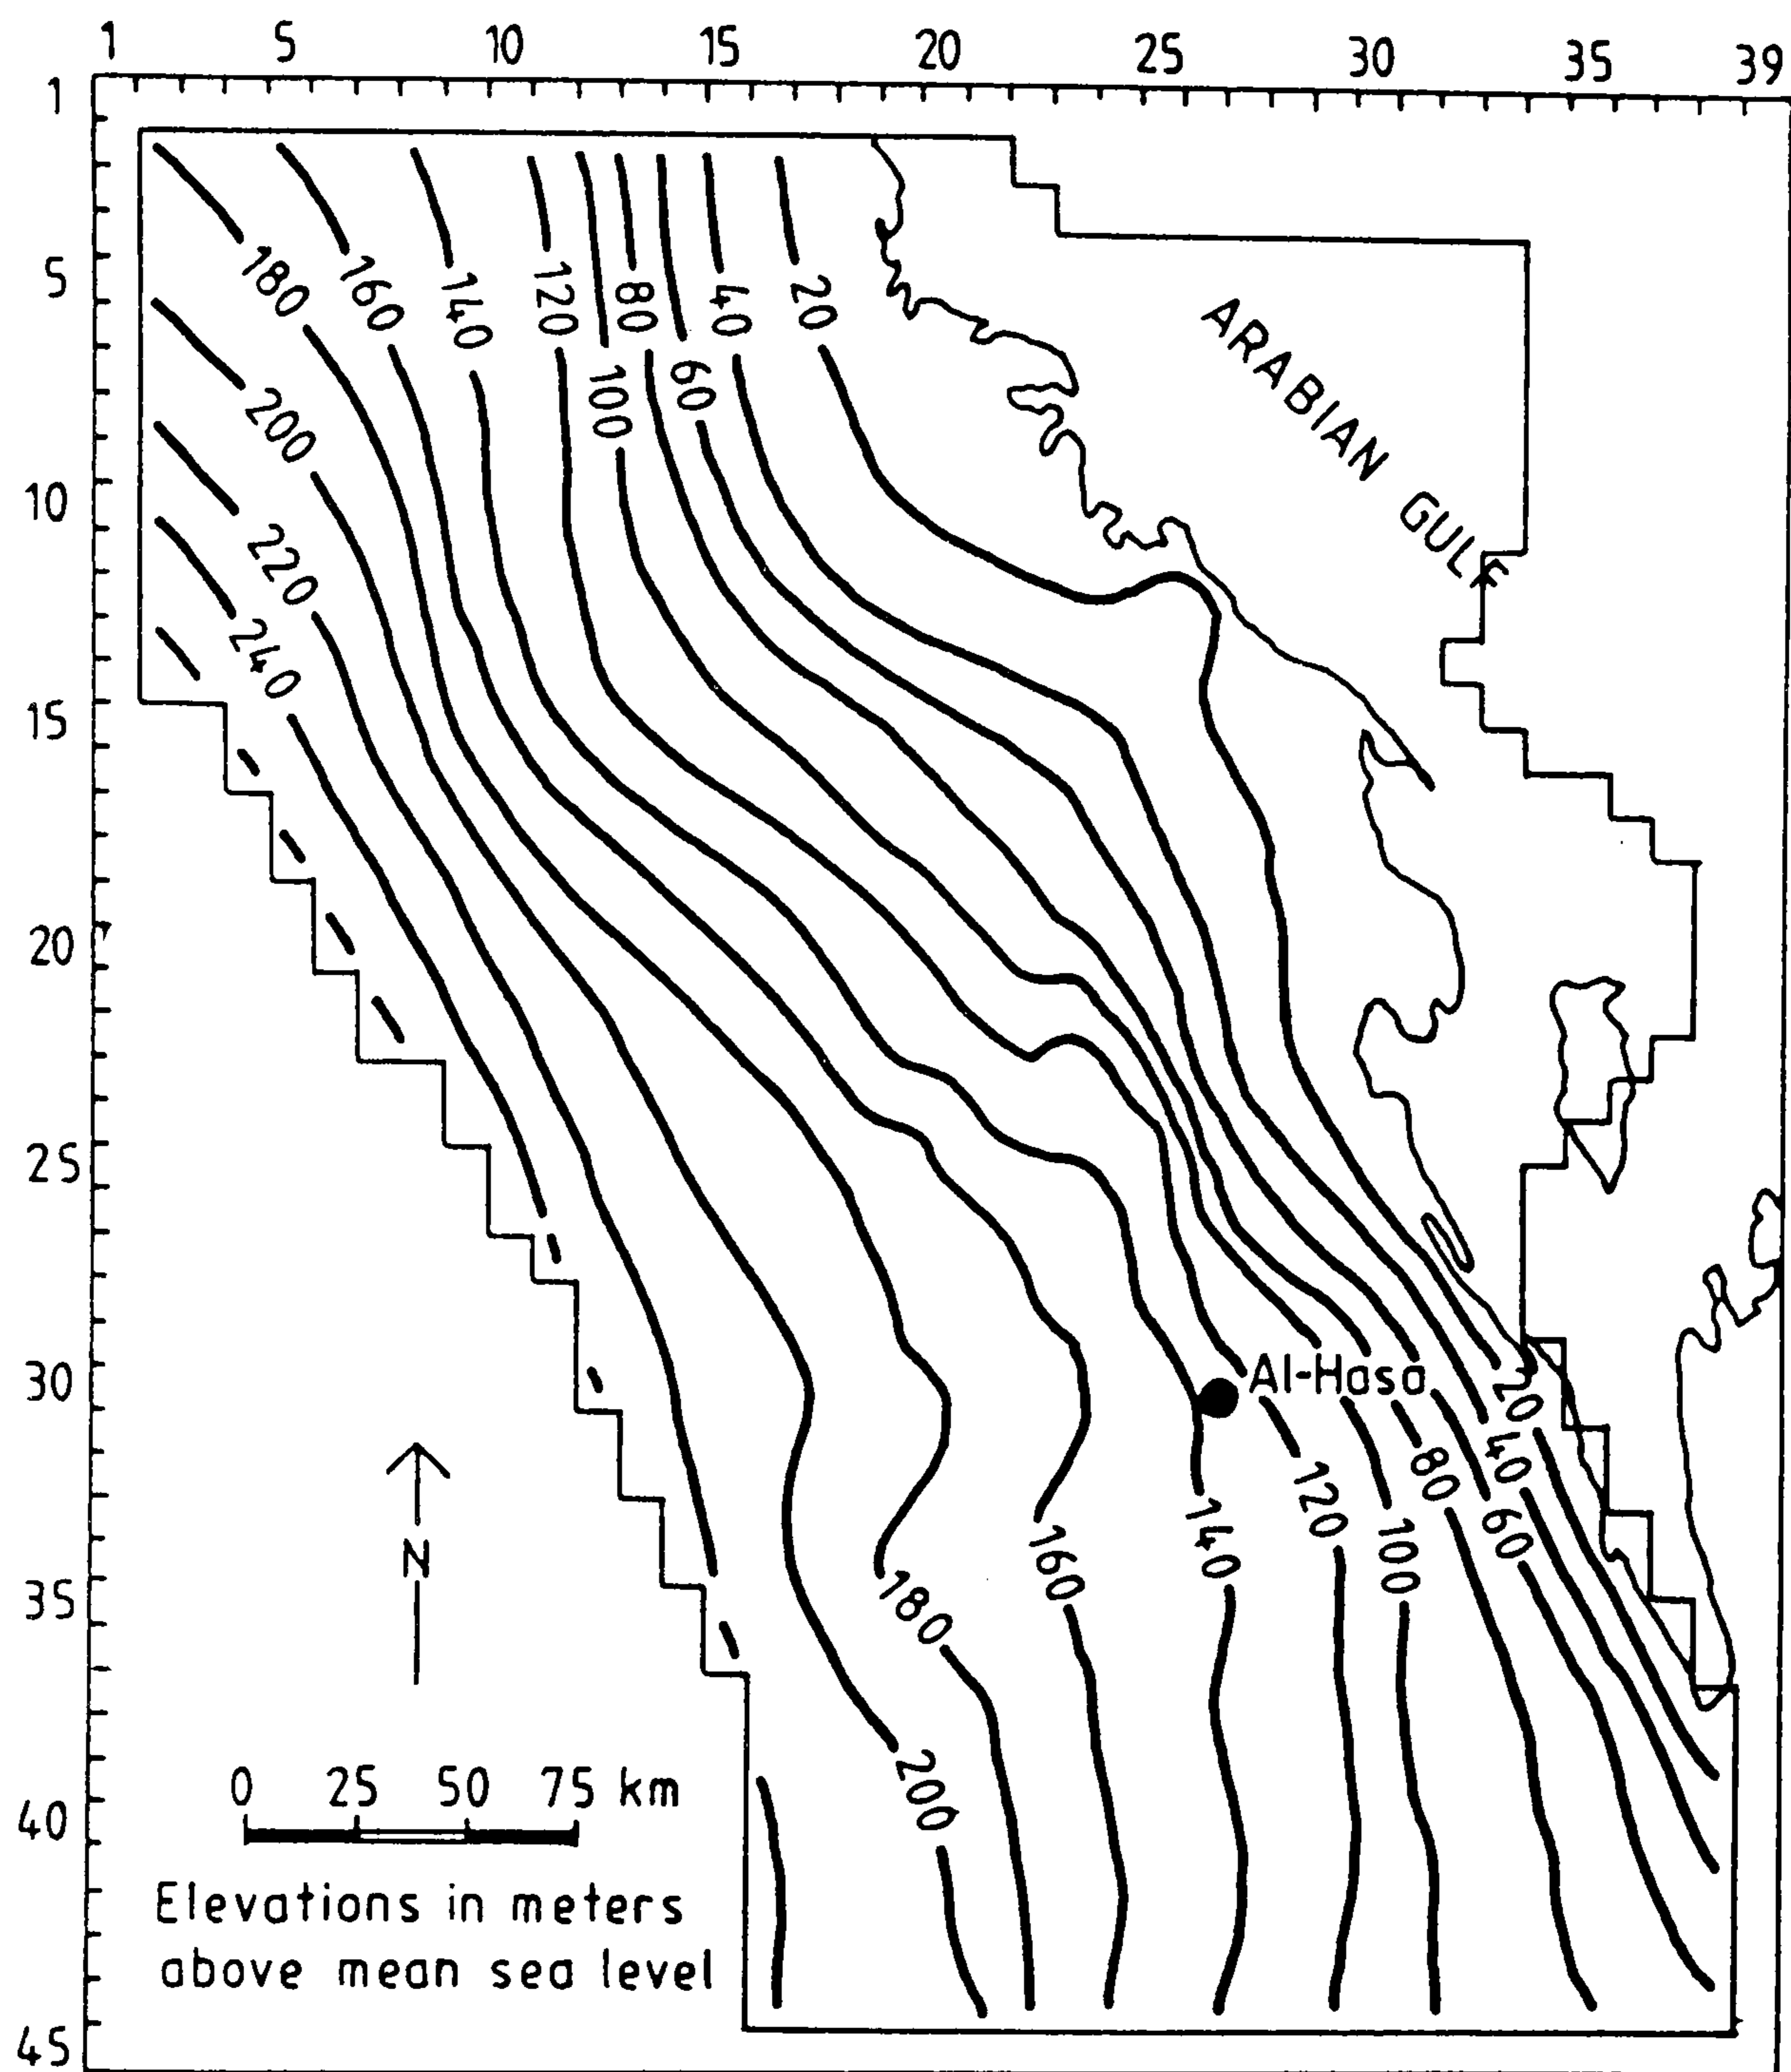 1 5 10 15 20 25 30 35 39
1
5
10
15
20
25
30
35
40
45
180 160 140 120 80 40 20
200 100 60
220
240
ARABIAN GULF
Al-Hasa
20
120 80 40
140 100 60
160
180
200
N
0 25 50 75 km
Elevations in meters
above mean sea level